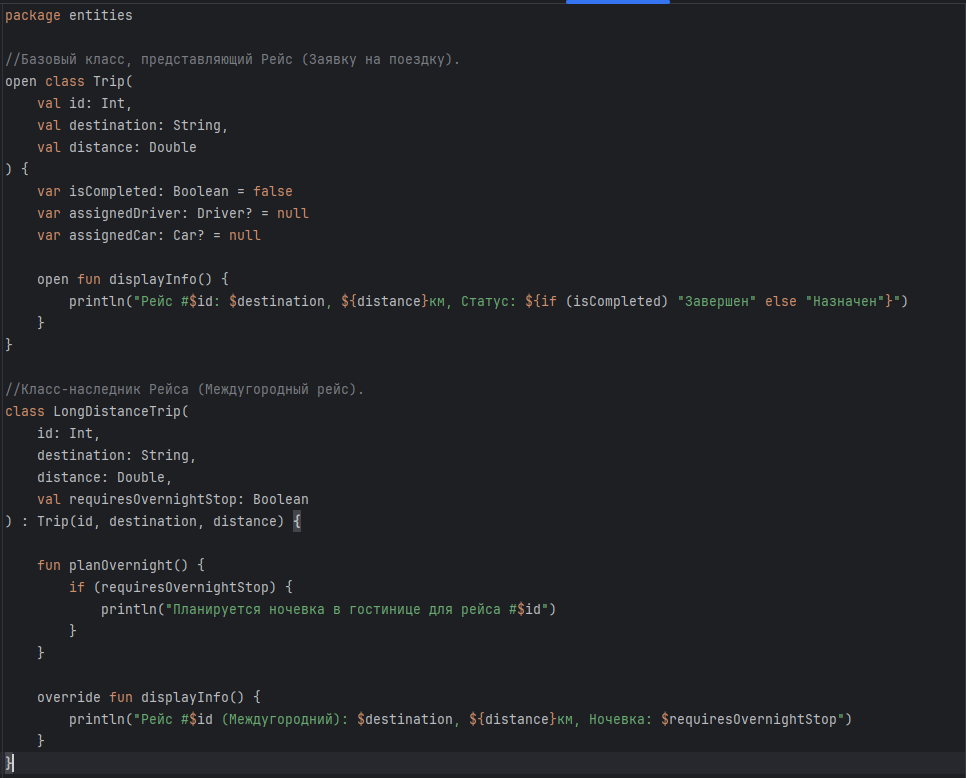 package entities
//Базовый класс, представляющий Рейс (Заявку на поездку).
open class Trip(
    val id: Int,
    val destination: String,
    val distance: Double
) {
    var isCompleted: Boolean = false
    var assignedDriver: Driver? = null
    var assignedCar: Car? = null
    open fun displayInfo() {
        println("Рейс #$id: $destination, ${distance}км, Статус: ${if (isCompleted) "Завершен" else "Назначен"}")
    }
}
//Класс-наследник Рейса (Междугородный рейс).
class LongDistanceTrip(
    id: Int,
    destination: String,
    distance: Double,
    val requiresOvernightStop: Boolean
) : Trip(id, destination, distance) {
    fun planOvernight() {
        if (requiresOvernightStop) {
            println("Планируется ночевка в гостинице для рейса #$id")
        }
    }
    override fun displayInfo() {
        println("Рейс #$id (Междугородний): $destination, ${distance}км, Ночевка: $requiresOvernightStop")
    }
}